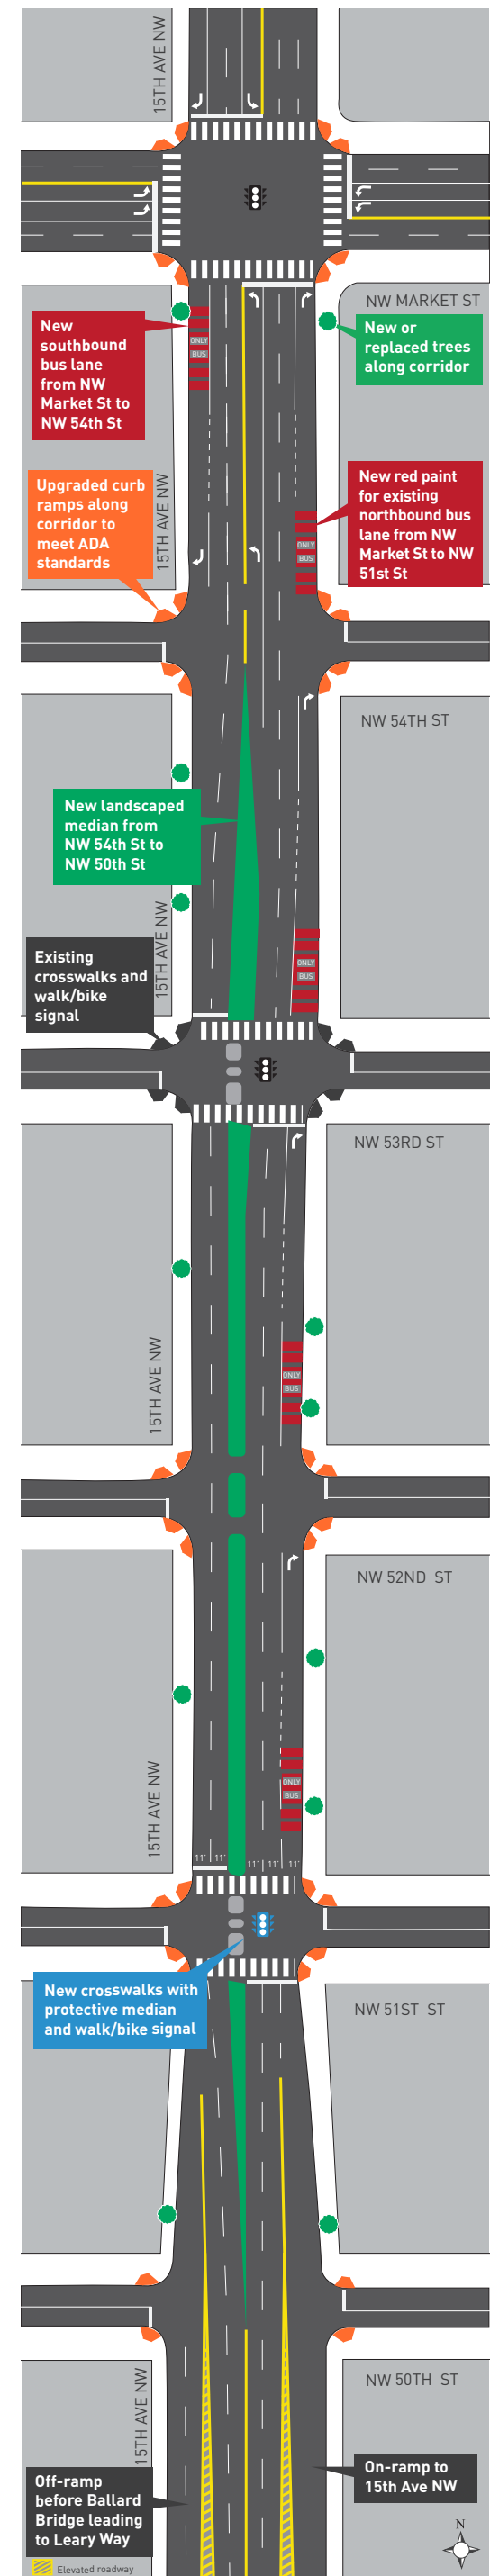 15TH AVE NW
NW MARKET ST
New
southbound
bus lane
from NW
Market St to
NW 54th St
New or
replaced trees
along corridor
ONLY
BUS
Upgraded curb
ramps along
corridor to
meet ADA
standards
15TH AVE NW
New red paint
for existing
northbound bus
lane from NW
Market St to NW
51st St
ONLY
BUS
NW 54TH ST
New landscaped
median from
NW 54th St to
NW 50th St
15TH AVE NW
Existing
crosswalks and
walk/bike
signal
ONLY
BUS
NW 53RD ST
15TH AVE NW
ONLY
BUS
NW 52ND ST
15TH AVE NW
ONLY
BUS
11' 11' 11' 11' 11'
New crosswalks with
protective median
and walk/bike signal
NW 51ST ST
15TH AVE NW
NW 50TH ST
Off-ramp
before Ballard
Bridge leading
to Leary Way
On-ramp to
15th Ave NW
N
Elevated roadway